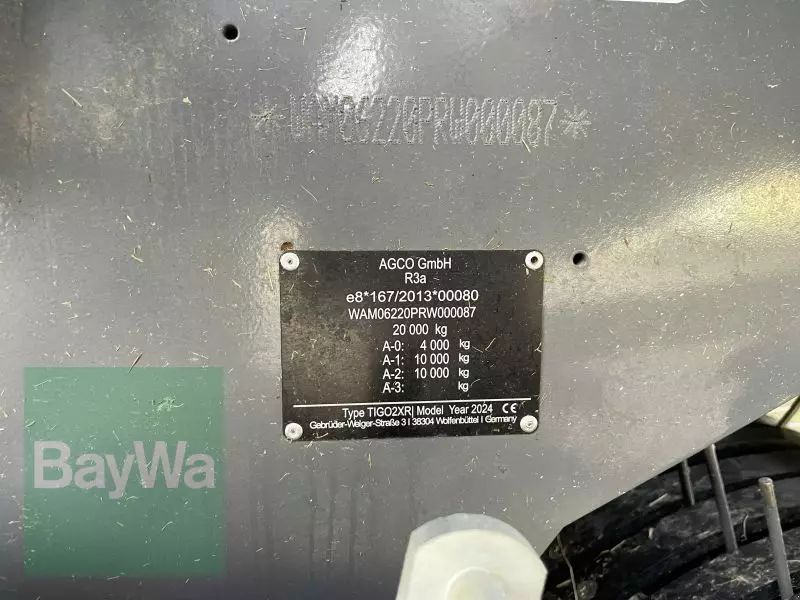 *WAM06220PRW000087*
AGCO GmbH
R3a
e8*167/2013*00080
WAM06220PRW000087
20 000 kg
A-0: 4 000 kg
A-1: 10 000 kg
A-2: 10 000 kg
A-3: kg
Type TIGO2XR| Model Year 2024 CE
Gebrüder-Welger-Straße 3 I 38304 Wolfenbüttel I Germany
BayWa